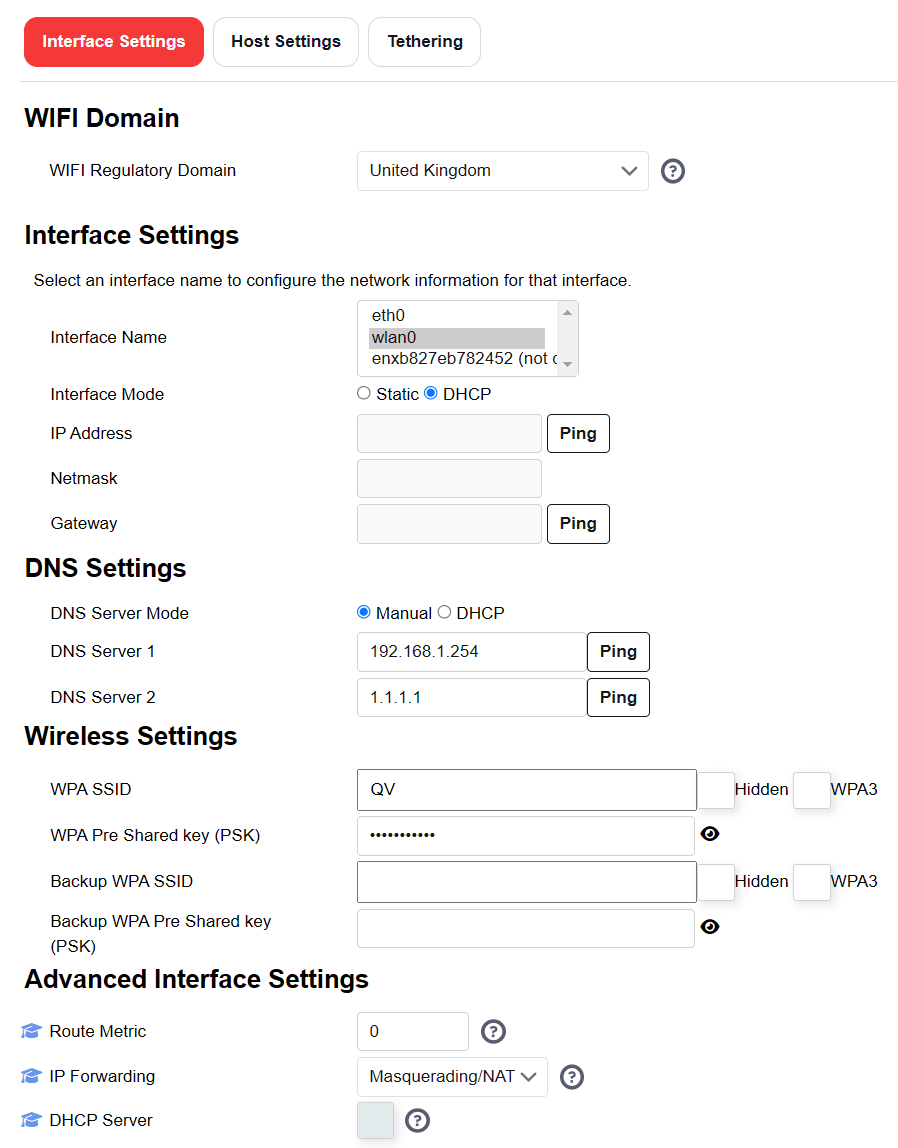 Interface Settings Host Settings Tethering
WIFI Domain
WIFI Regulatory Domain United Kingdom ?
Interface Settings
Select an interface name to configure the network information for that interface.
eth0
Interface Name wlan0
enxb827eb782452 (not c
Interface Mode Static DHCP
IP Address Ping
Netmask
Gateway Ping
DNS Settings
DNS Server Mode Manual DHCP
DNS Server 1 192.168.1.254 Ping
DNS Server 2 1.1.1.1 Ping
Wireless Settings
WPA SSID QV Hidden WPA3
WPA Pre Shared key (PSK) •••••••••••
Backup WPA SSID Hidden WPA3
Backup WPA Pre Shared key
(PSK)
Advanced Interface Settings
Route Metric 0 ?
IP Forwarding Masquerading/NAT ?
DHCP Server ?